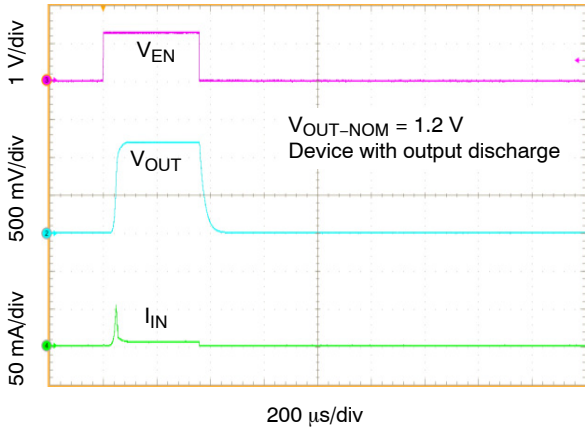 1 V/div
V_EN
V_OUT–NOM = 1.2 V
Device with output discharge
500 mV/div
V_OUT
50 mA/div
I_IN
200 μs/div